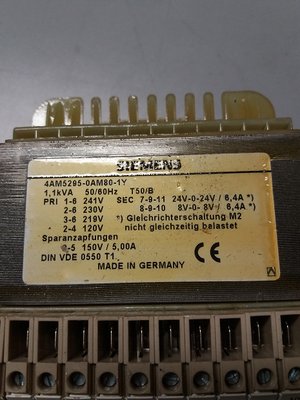 SIEMENS
4AM5295-0AM80-1Y
1,1kVA 50/60Hz T50/B
PRI 1-6 241V SEC 7-9-11 24V-0-24V / 6,4A *)
2-6 230V 8-9-10 8V-0- 8V / 6,4A *)
3-6 219V *) Gleichrichterschaltung M2
2-4 120V nicht gleichzeitig belastet
Sparanzapfungen
2-5 150V / 5,00A
DIN VDE 0550 T1. CE
MADE IN GERMANY A